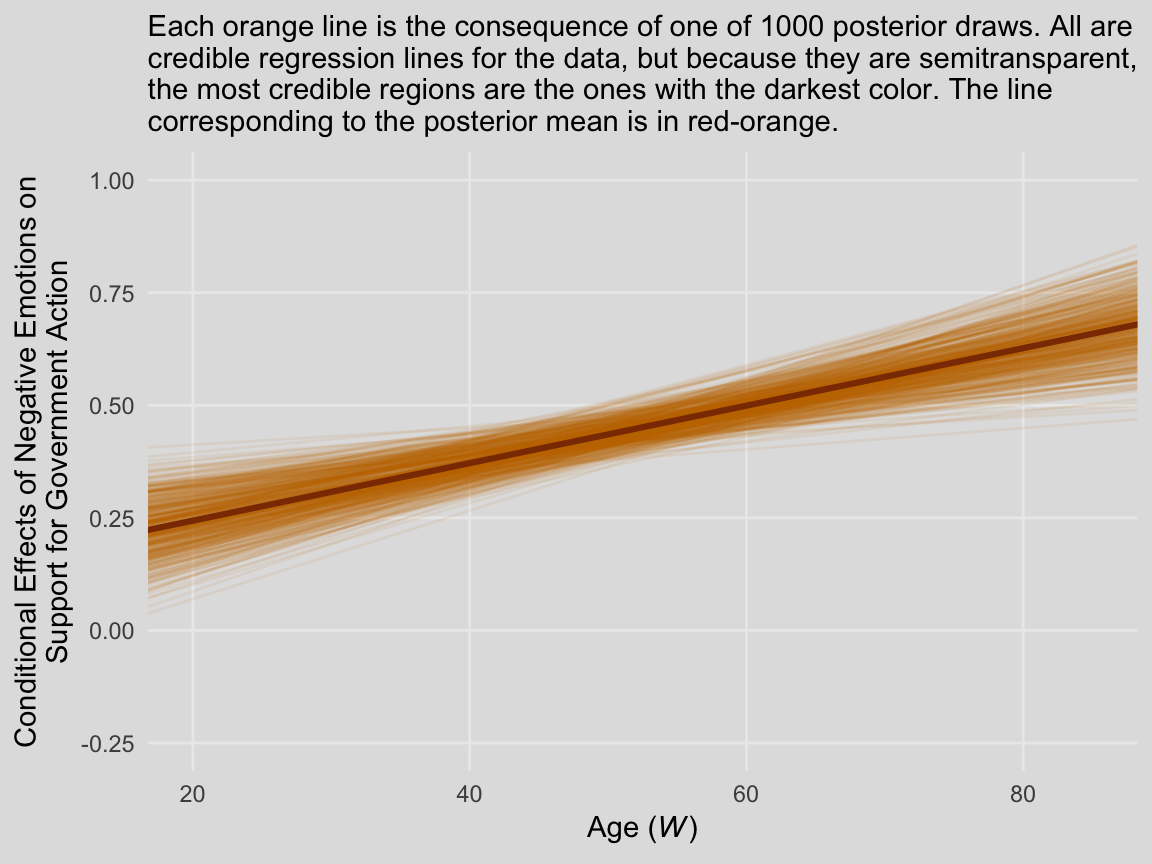 Each orange line is the consequence of one of 1000 posterior draws. All are
credible regression lines for the data, but because they are semitransparent,
the most credible regions are the ones with the darkest color. The line
corresponding to the posterior mean is in red-orange.
Conditional Effects of Negative Emotions on
Support for Government Action
1.00
0.75
0.50
0.25
0.00
-0.25
20
40
60
80
Age (W)